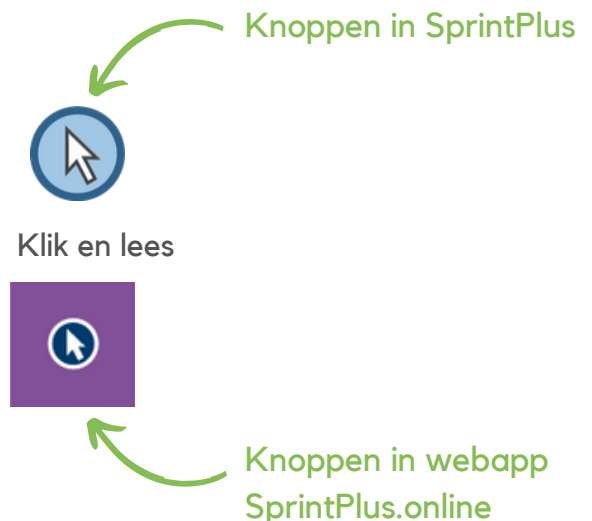 Knoppen in SprintPlus
Klik en lees
Knoppen in webapp
SprintPlus.online